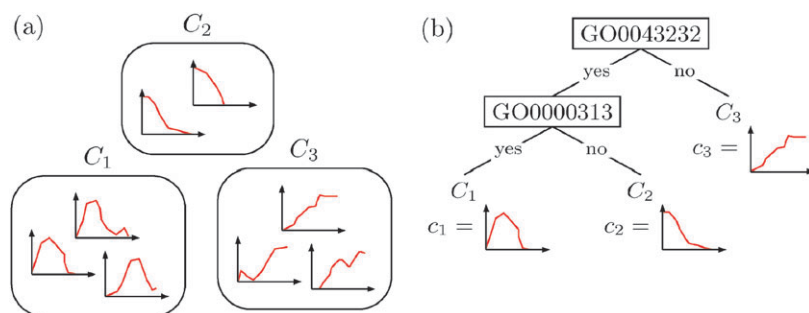 (a)
C2
C1
C3
(b)
GO0043232
yes no
GO0000313
C3
c3 =
yes no
C1
C2
c1 =
c2 =